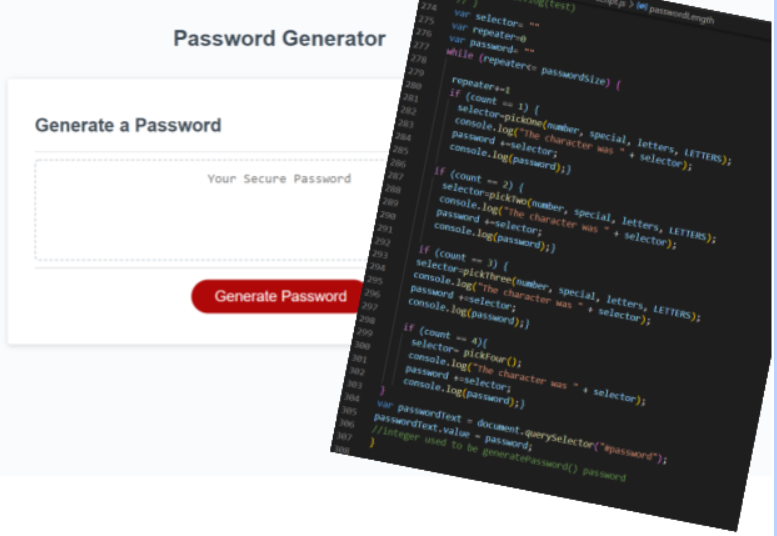 Password Generator
Generate a Password
Your Secure Password
Generate Password
script.js > passwordLength
274 // }
275 var selector= ""
276 var repeater=0
277 var password= ""
278 while (repeater<= passwordSize) {
279
280 repeater+=1
281 if (count == 1) {
282 selector=pickOne(number, special, letters, LETTERS);
283 console.log("The character was " + selector);
284 password +=selector;
285 console.log(password);}
286
287 if (count == 2) {
288 selector=pickTwo(number, special, letters, LETTERS);
289 console.log("The character was " + selector);
290 password +=selector;
291 console.log(password);}
292
293 if (count == 3) {
294 selector=pickThree(number, special, letters, LETTERS);
295 console.log("The character was " + selector);
296 password +=selector;
297 console.log(password);}
298
299 if (count == 4){
300 selector= pickFour();
301 console.log("The character was " + selector);
302 password +=selector;
303 console.log(password);}
304 }
305 var passwordText = document.querySelector("#password");
306 passwordText.value = password;
307 //integer used to be generatePassword() password
308 }